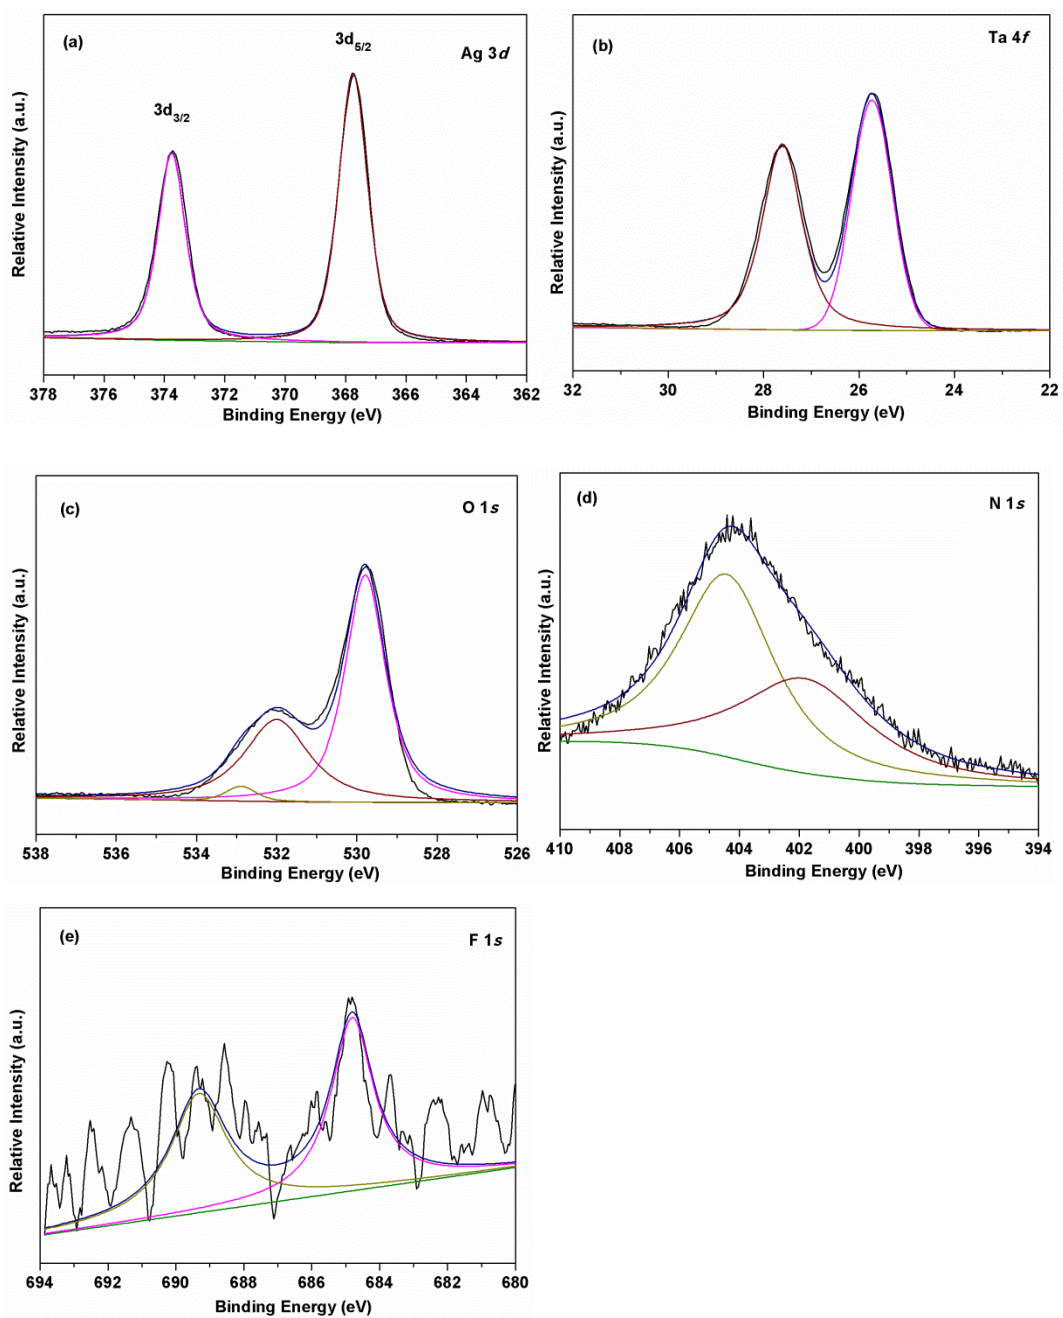 (a)
3d3/2
3d5/2
Ag 3d
Relative Intensity (a.u.)
378 376 374 372 370 368 366 364 362
Binding Energy (eV)
(b)
Ta 4f
Relative Intensity (a.u.)
32 30 28 26 24 22
Binding Energy (eV)
(c)
O 1s
Relative Intensity (a.u.)
538 536 534 532 530 528 526
Binding Energy (eV)
(d)
N 1s
Relative Intensity (a.u.)
410 408 406 404 402 400 398 396 394
Binding Energy (eV)
(e)
F 1s
Relative Intensity (a.u.)
694 692 690 688 686 684 682 680
Binding Energy (eV)